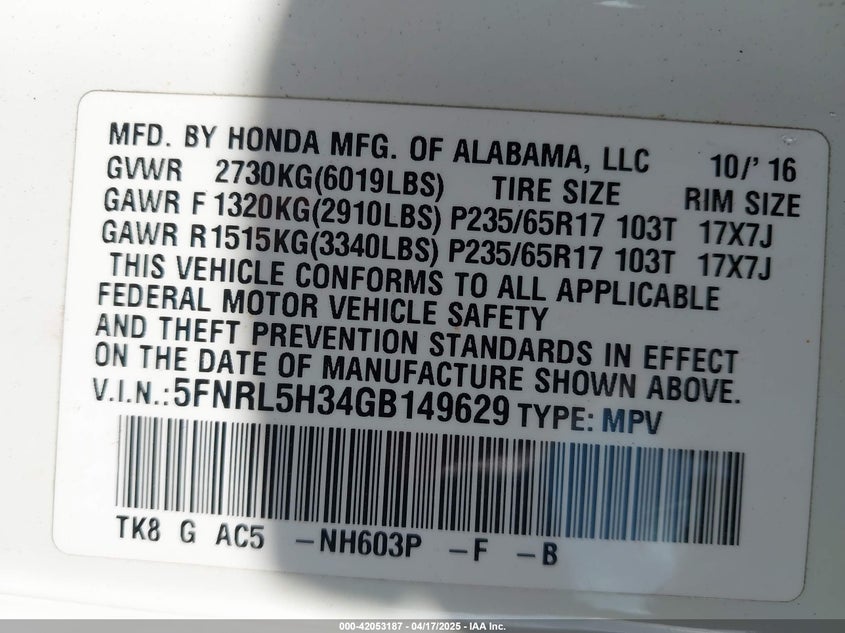 MFD. BY HONDA MFG. OF ALABAMA, LLC 10/' 16
GVWR 2730KG(6019LBS) TIRE SIZE RIM SIZE
GAWR F 1320KG(2910LBS) P235/65R17 103T 17X7J
GAWR R1515KG(3340LBS) P235/65R17 103T 17X7J
THIS VEHICLE CONFORMS TO ALL APPLICABLE
FEDERAL MOTOR VEHICLE SAFETY
AND THEFT PREVENTION STANDARDS IN EFFECT
ON THE DATE OF MANUFACTURE SHOWN ABOVE.
V.I.N.:5FNRL5H34GB149629 TYPE: MPV
TK8 G AC5 -NH603P -F -B
000-42053187 - 04/17/2025 - IAA Inc.